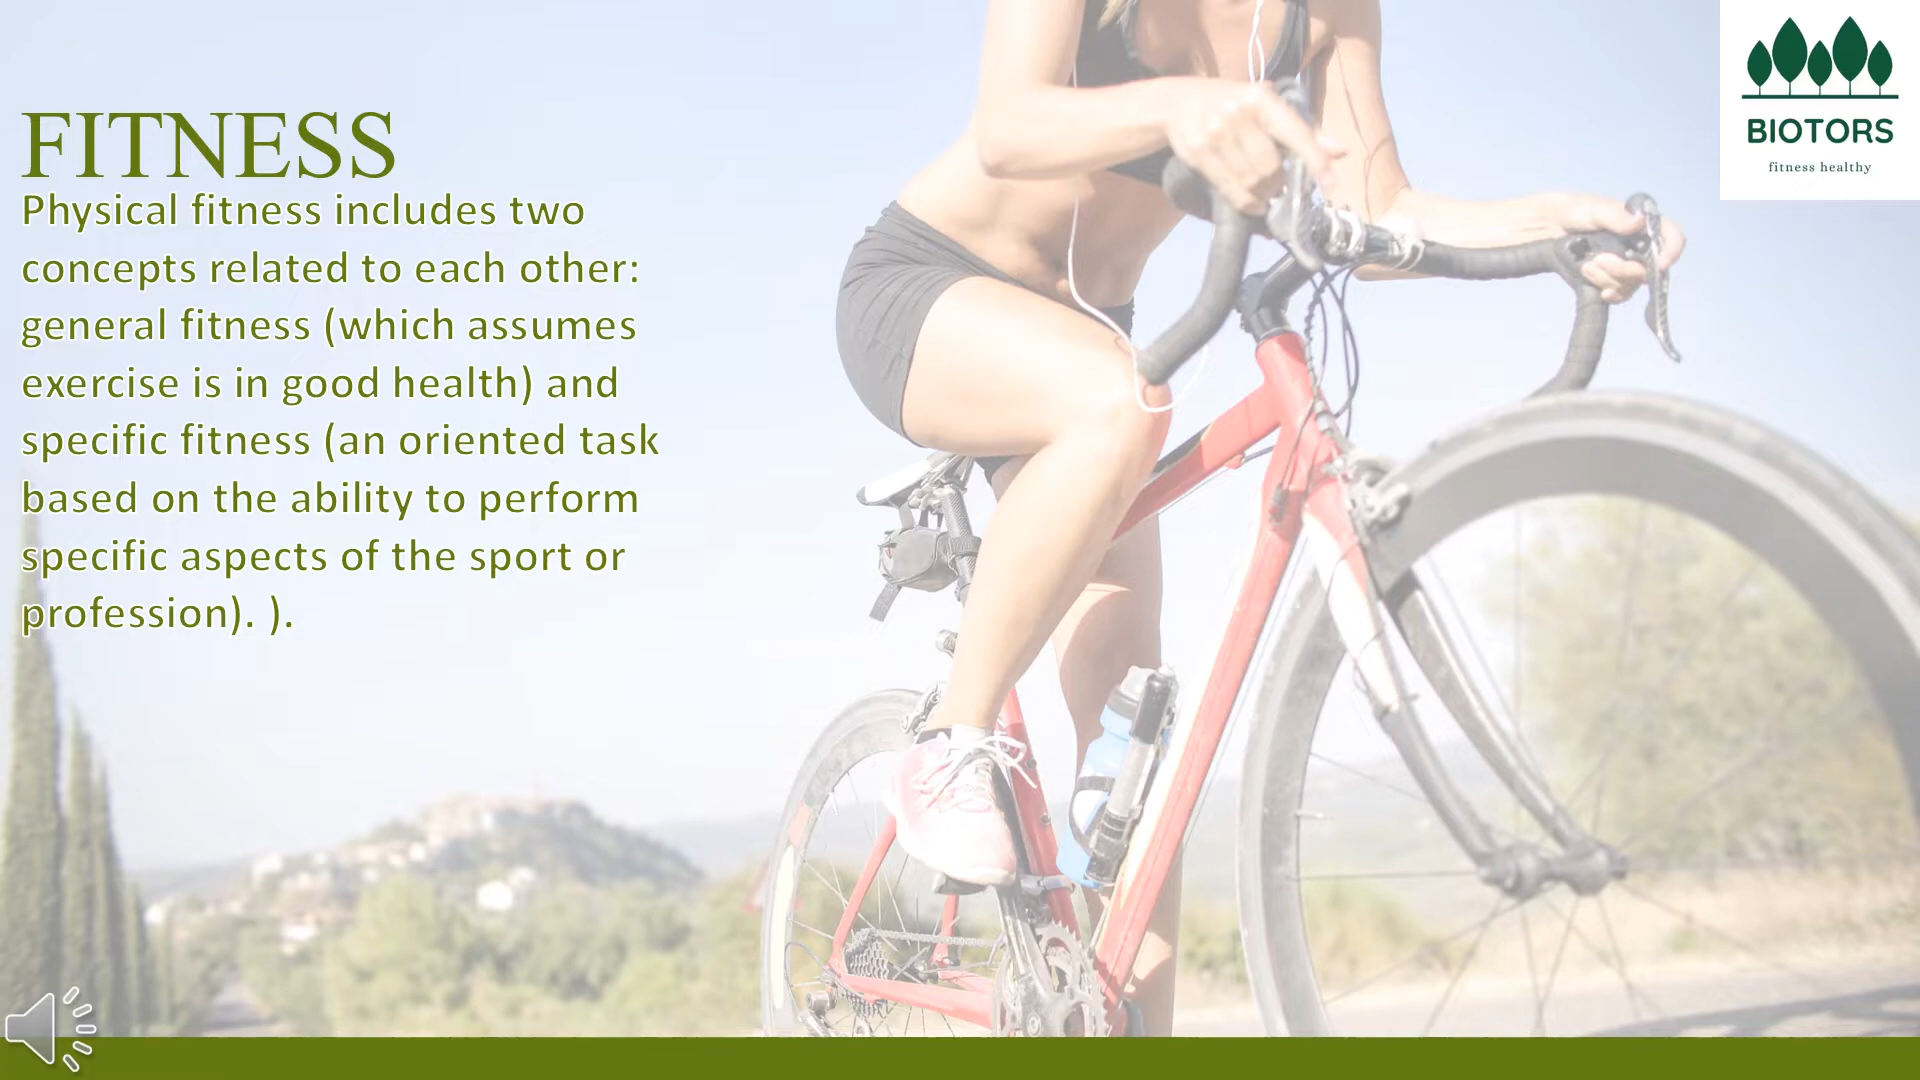 FITNESS
Physical fitness includes two
concepts related to each other:
general fitness (which assumes
exercise is in good health) and
specific fitness (an oriented task
based on the ability to perform
specific aspects of the sport or
profession). ).
BIOTORS
fitness healthy